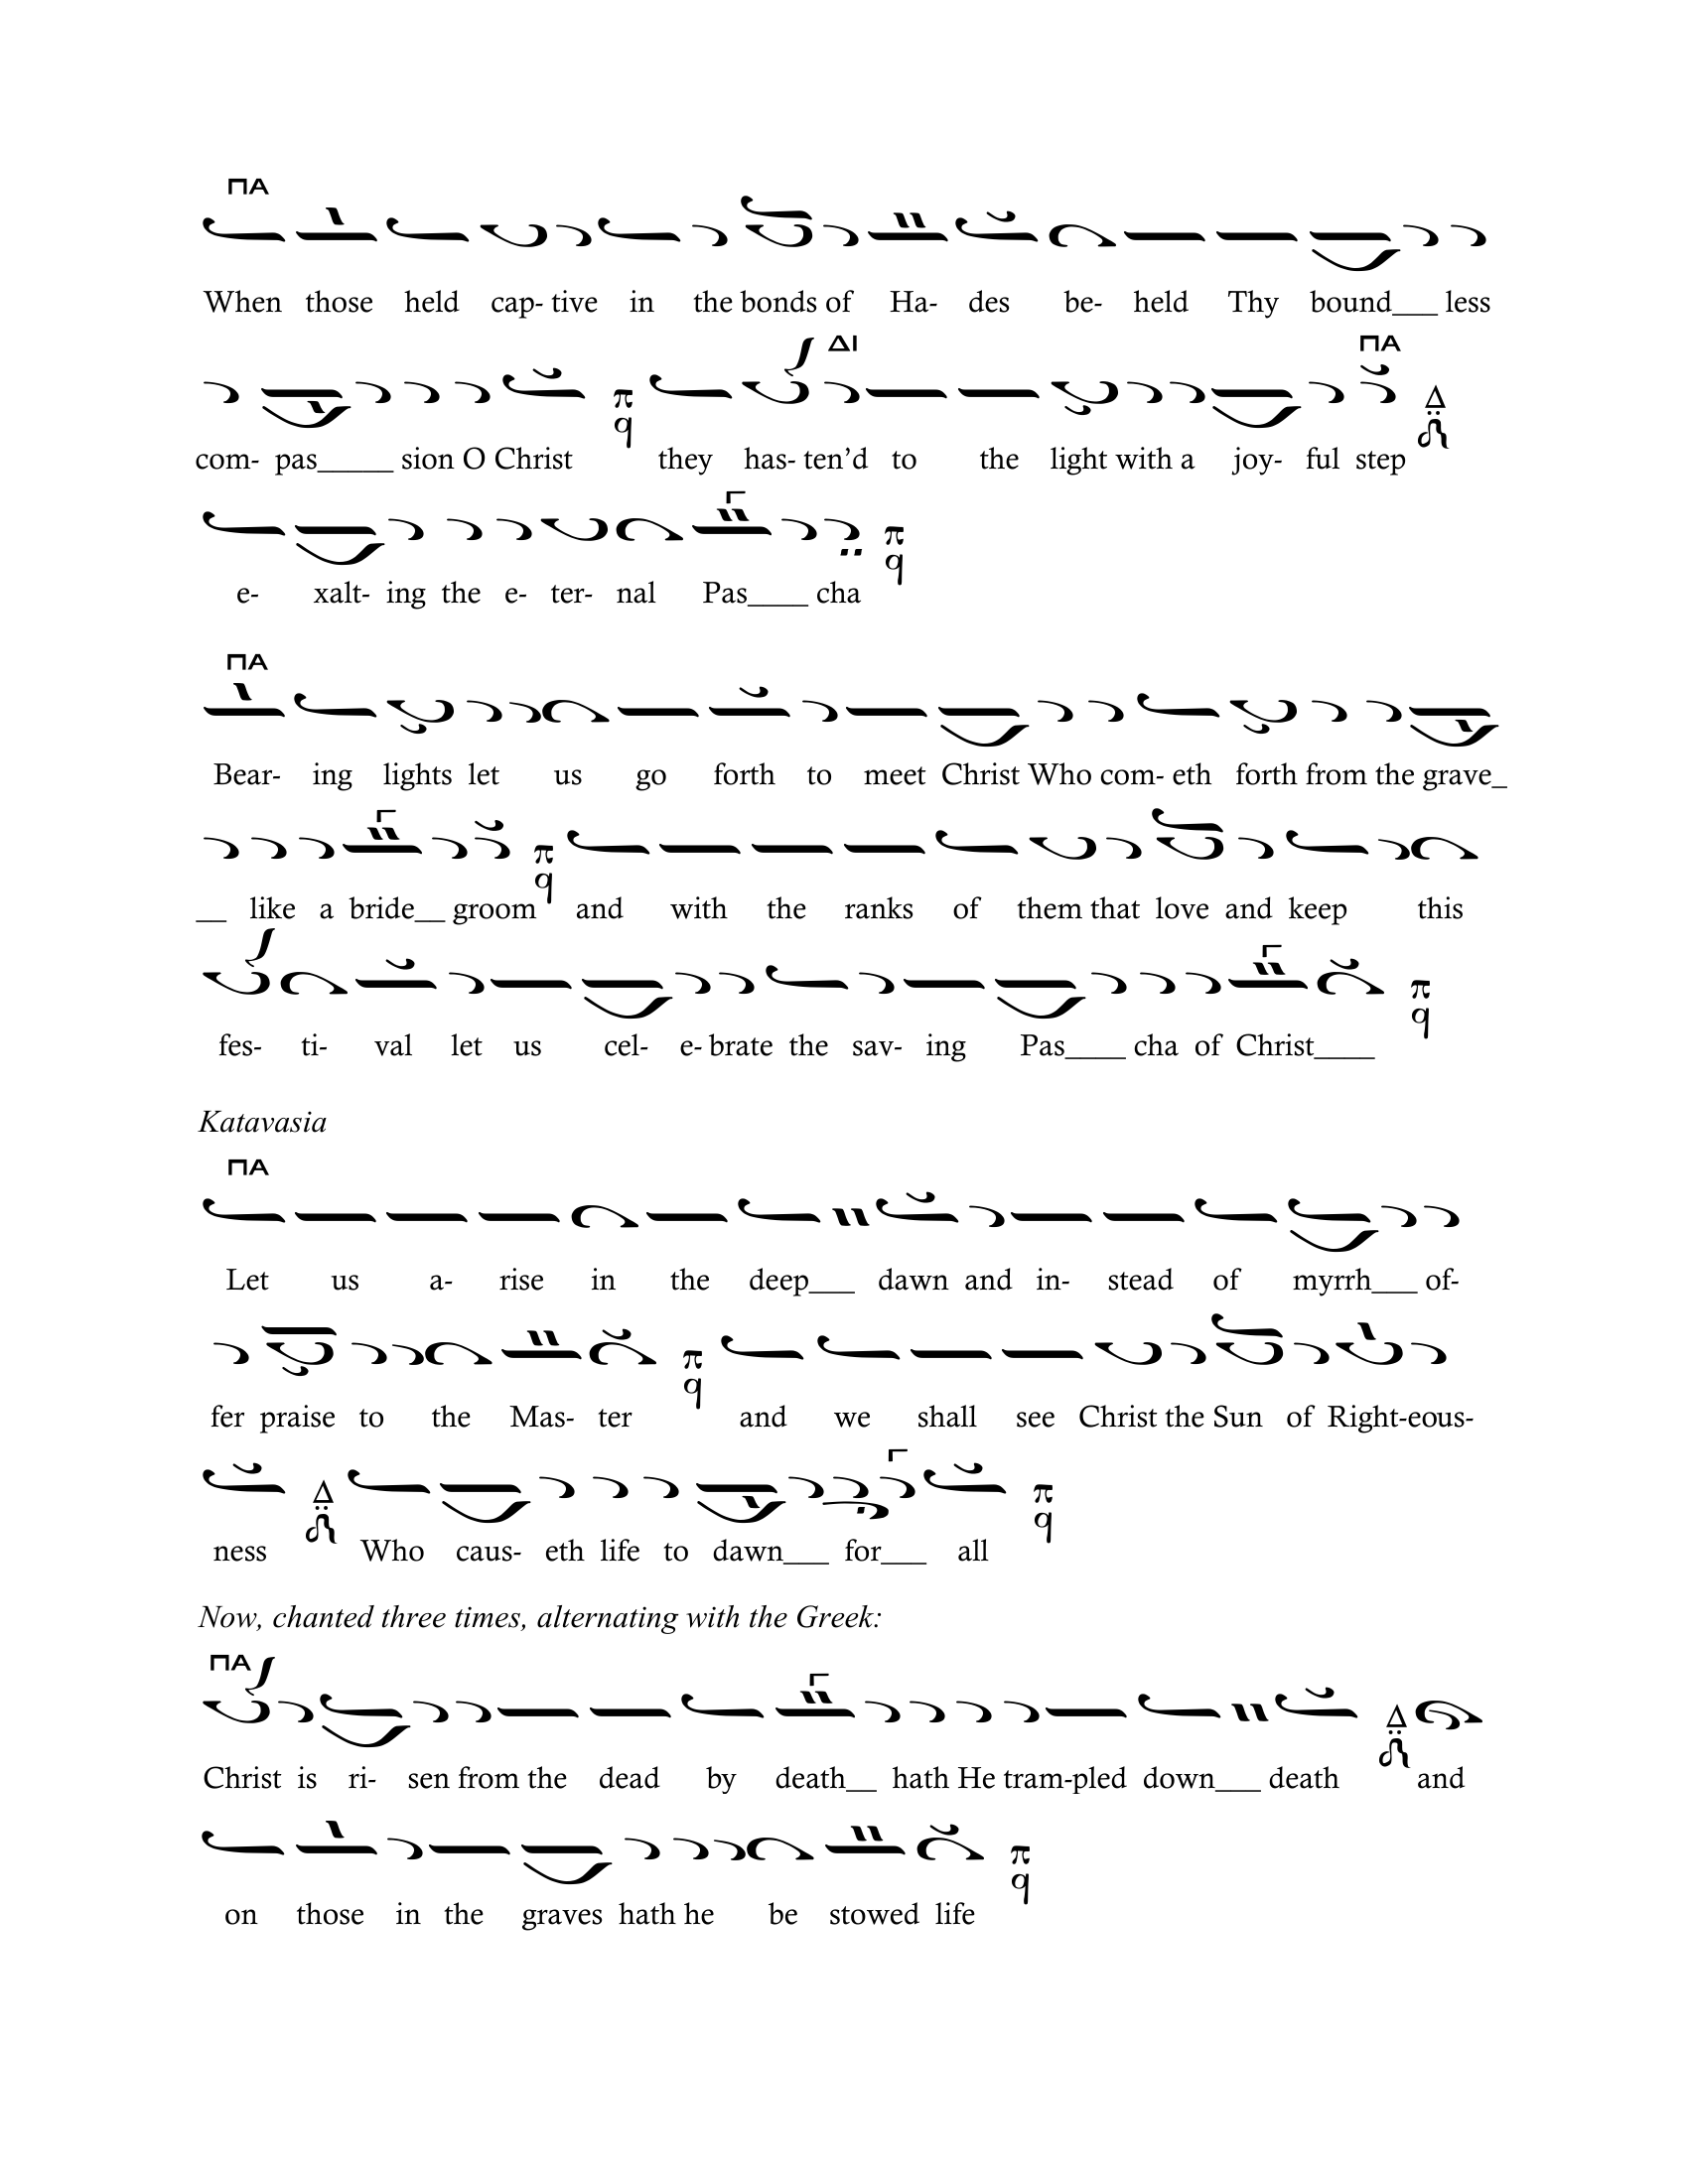 ΠΑ
When those held cap- tive in the bonds of Ha- des be- held Thy bound___ less
ΔΙ ΠΑ
π q Δ
com- pas_____ sion O Christ they has- ten’d to the light with a joy- ful step
Γ
π q
e- xalt- ing the e- ter- nal Pas____ cha
ΠΑ
Bear- ing lights let us go forth to meet Christ Who com- eth forth from the grave_
Γ
π q
__ like a bride__ groom and with the ranks of them that love and keep this
Γ
π q
fes- ti- val let us cel- e- brate the sav- ing Pas____ cha of Christ____
Katavasia
ΠΑ
Let us a- rise in the deep___ dawn and in- stead of myrrh___ of-
π q
fer praise to the Mas- ter and we shall see Christ the Sun of Right-eous-
Γ
Δ π q
ness Who caus- eth life to dawn___ for___ all
Now, chanted three times, alternating with the Greek:
ΠΑ Γ
Δ
Christ is ri- sen from the dead by death__ hath He tram-pled down___ death and
π q
on those in the graves hath he be stowed life